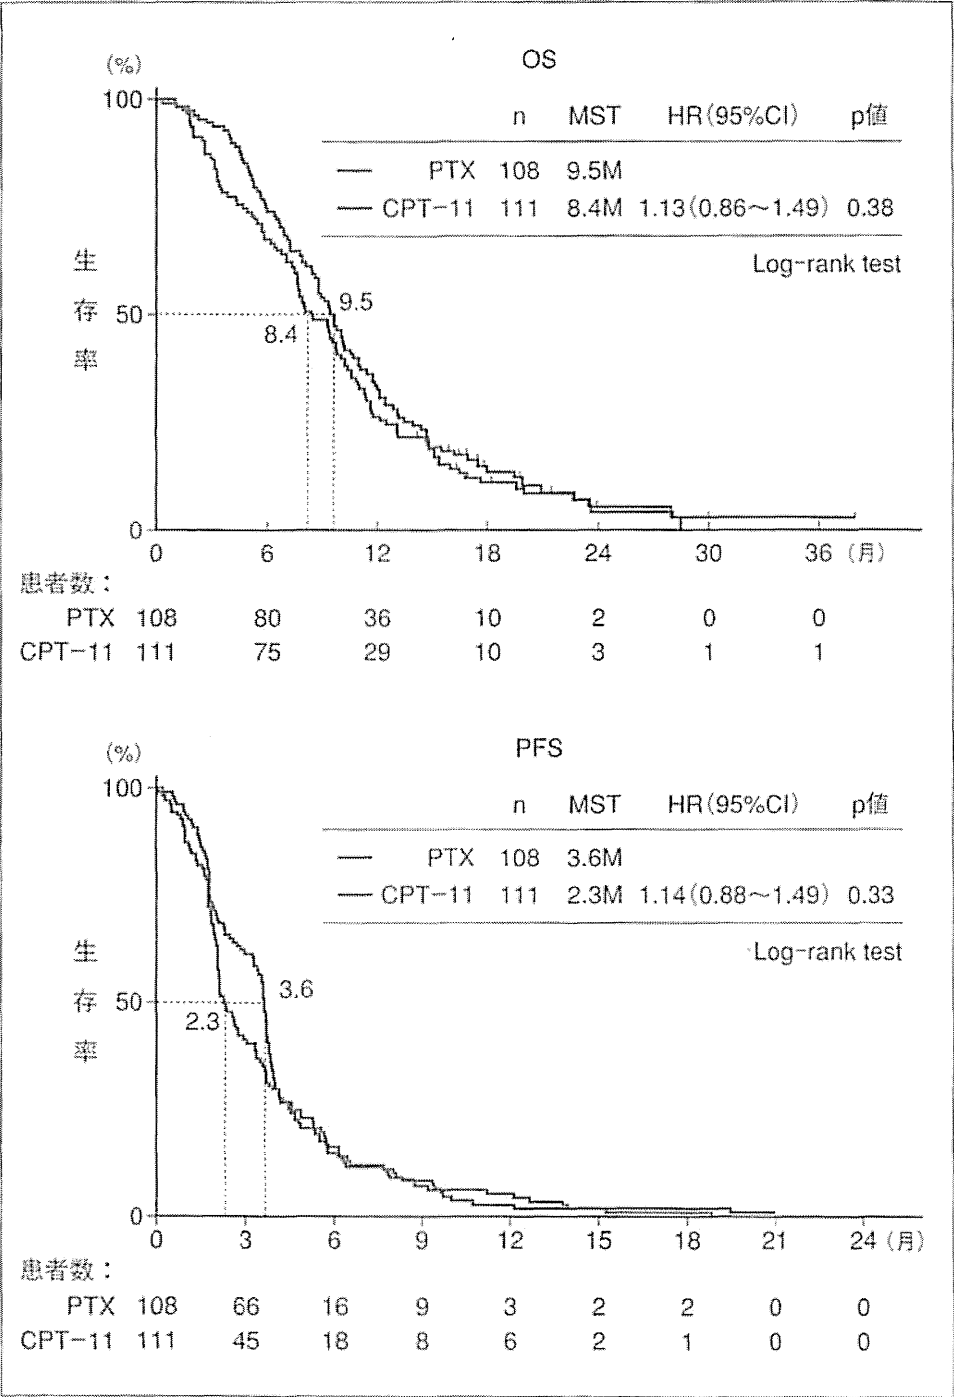 OS
(%)
100
n MST HR(95%CI) p値
PTX 108 9.5M
CPT-11 111 8.4M 1.13(0.86〜1.49) 0.38
Log-rank test
生存率
50
9.5
8.4
0
0 6 12 18 24 30 36 (月)
患者数：
PTX 108 80 36 10 2 0 0
CPT-11 111 75 29 10 3 1 1
PFS
(%)
100
n MST HR(95%CI) p値
PTX 108 3.6M
CPT-11 111 2.3M 1.14(0.88〜1.49) 0.33
Log-rank test
生存率
50
3.6
2.3
0
0 3 6 9 12 15 18 21 24 (月)
患者数：
PTX 108 66 16 9 3 2 2 0 0
CPT-11 111 45 18 8 6 2 1 0 0